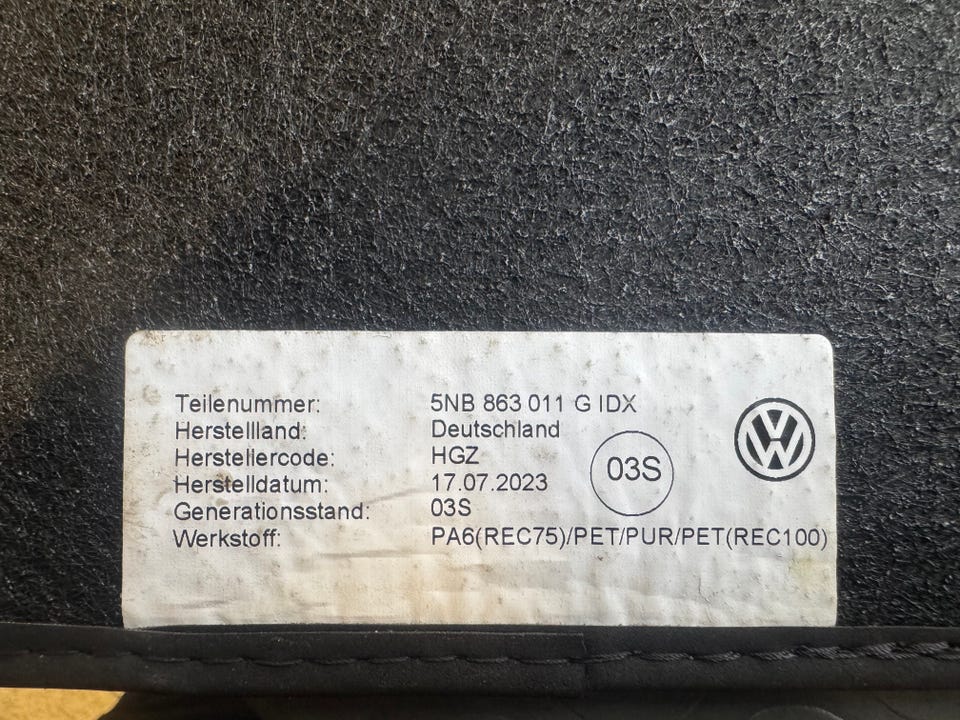 Teilenummer: 5NB 863 011 G IDX
Herstellland: Deutschland
Herstellercode: HGZ
Herstelldatum: 17.07.2023
Generationsstand: 03S
Werkstoff: PA6(REC75)/PET/PUR/PET(REC100)
03S
VW